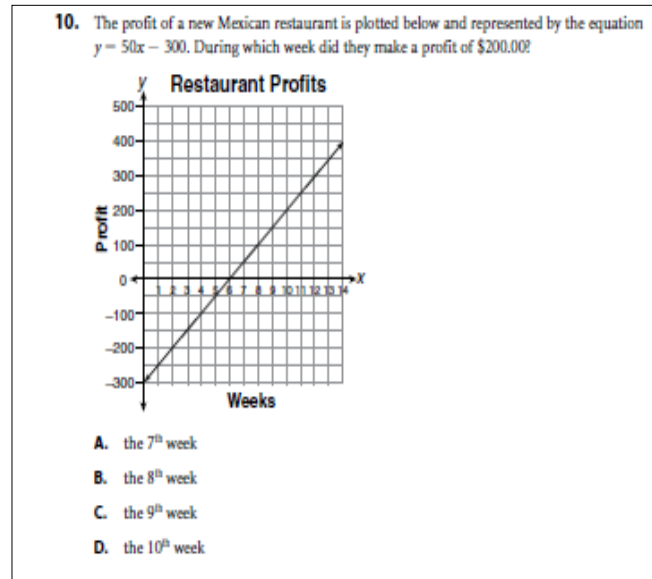 10. The profit of a new Mexican restaurant is plotted below and represented by the equation
y = 50x – 300. During which week did they make a profit of $200.00?
y Restaurant Profits
500
400
300
200
100
0
–100
–200
–300
Profit
1 2 3 4 5 6 7 8 9 10 11 12 13 14 x
Weeks
A. the 7th week
B. the 8th week
C. the 9th week
D. the 10th week